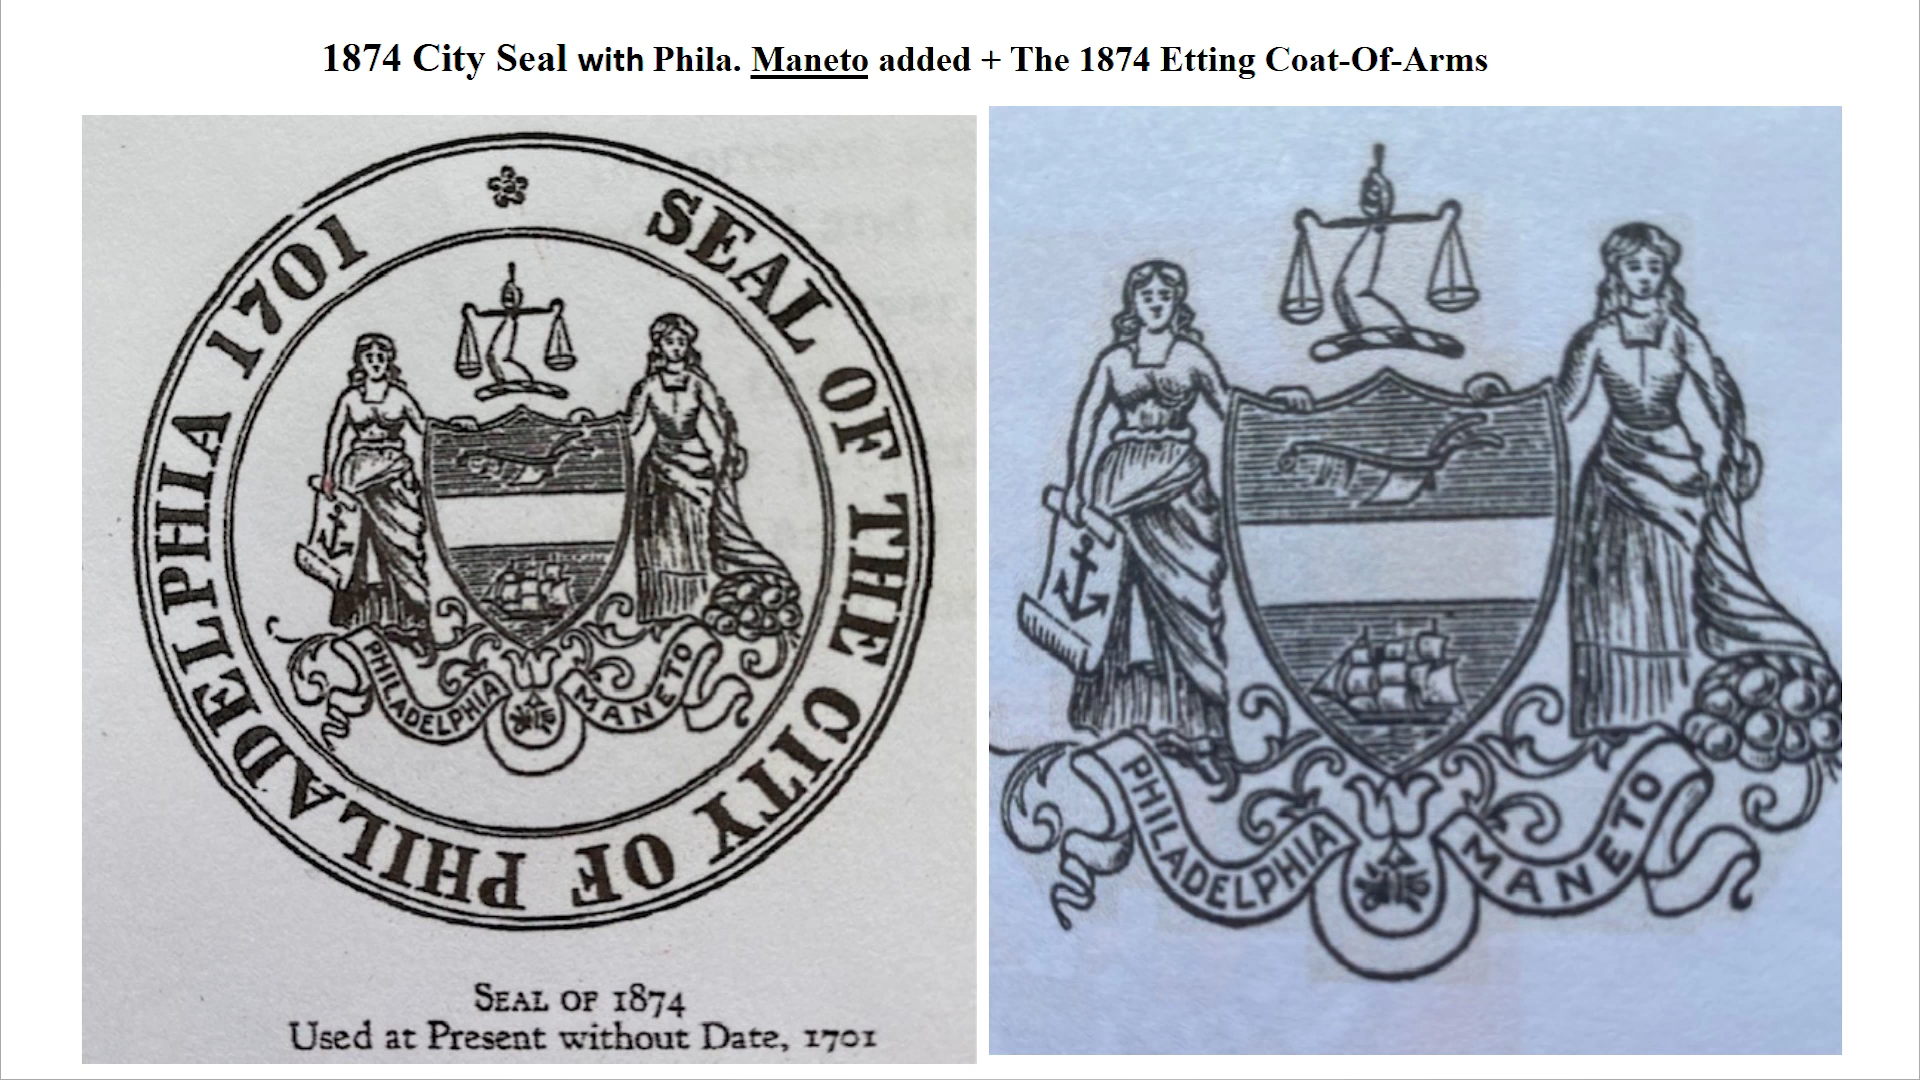 1874 City Seal with Phila. Maneto added + The 1874 Etting Coat-Of-Arms
SEAL OF THE CITY OF PHILADELPHIA 1701
PHILADELPHIA MANETO
SEAL OF 1874
Used at Present without Date, 1701
PHILADELPHIA MANETO